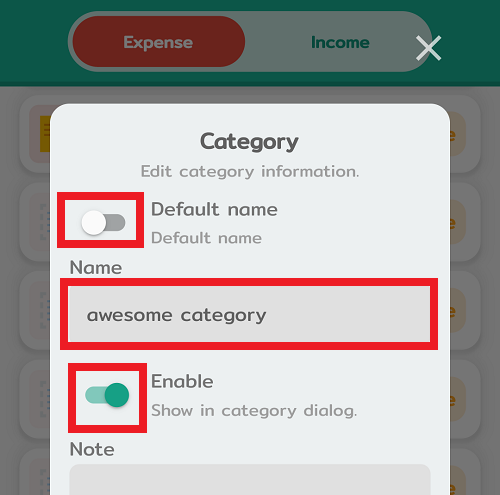 Expense Income
Category
Edit category information.
Default name
Default name
Name
awesome category
Enable
Show in category dialog.
Note